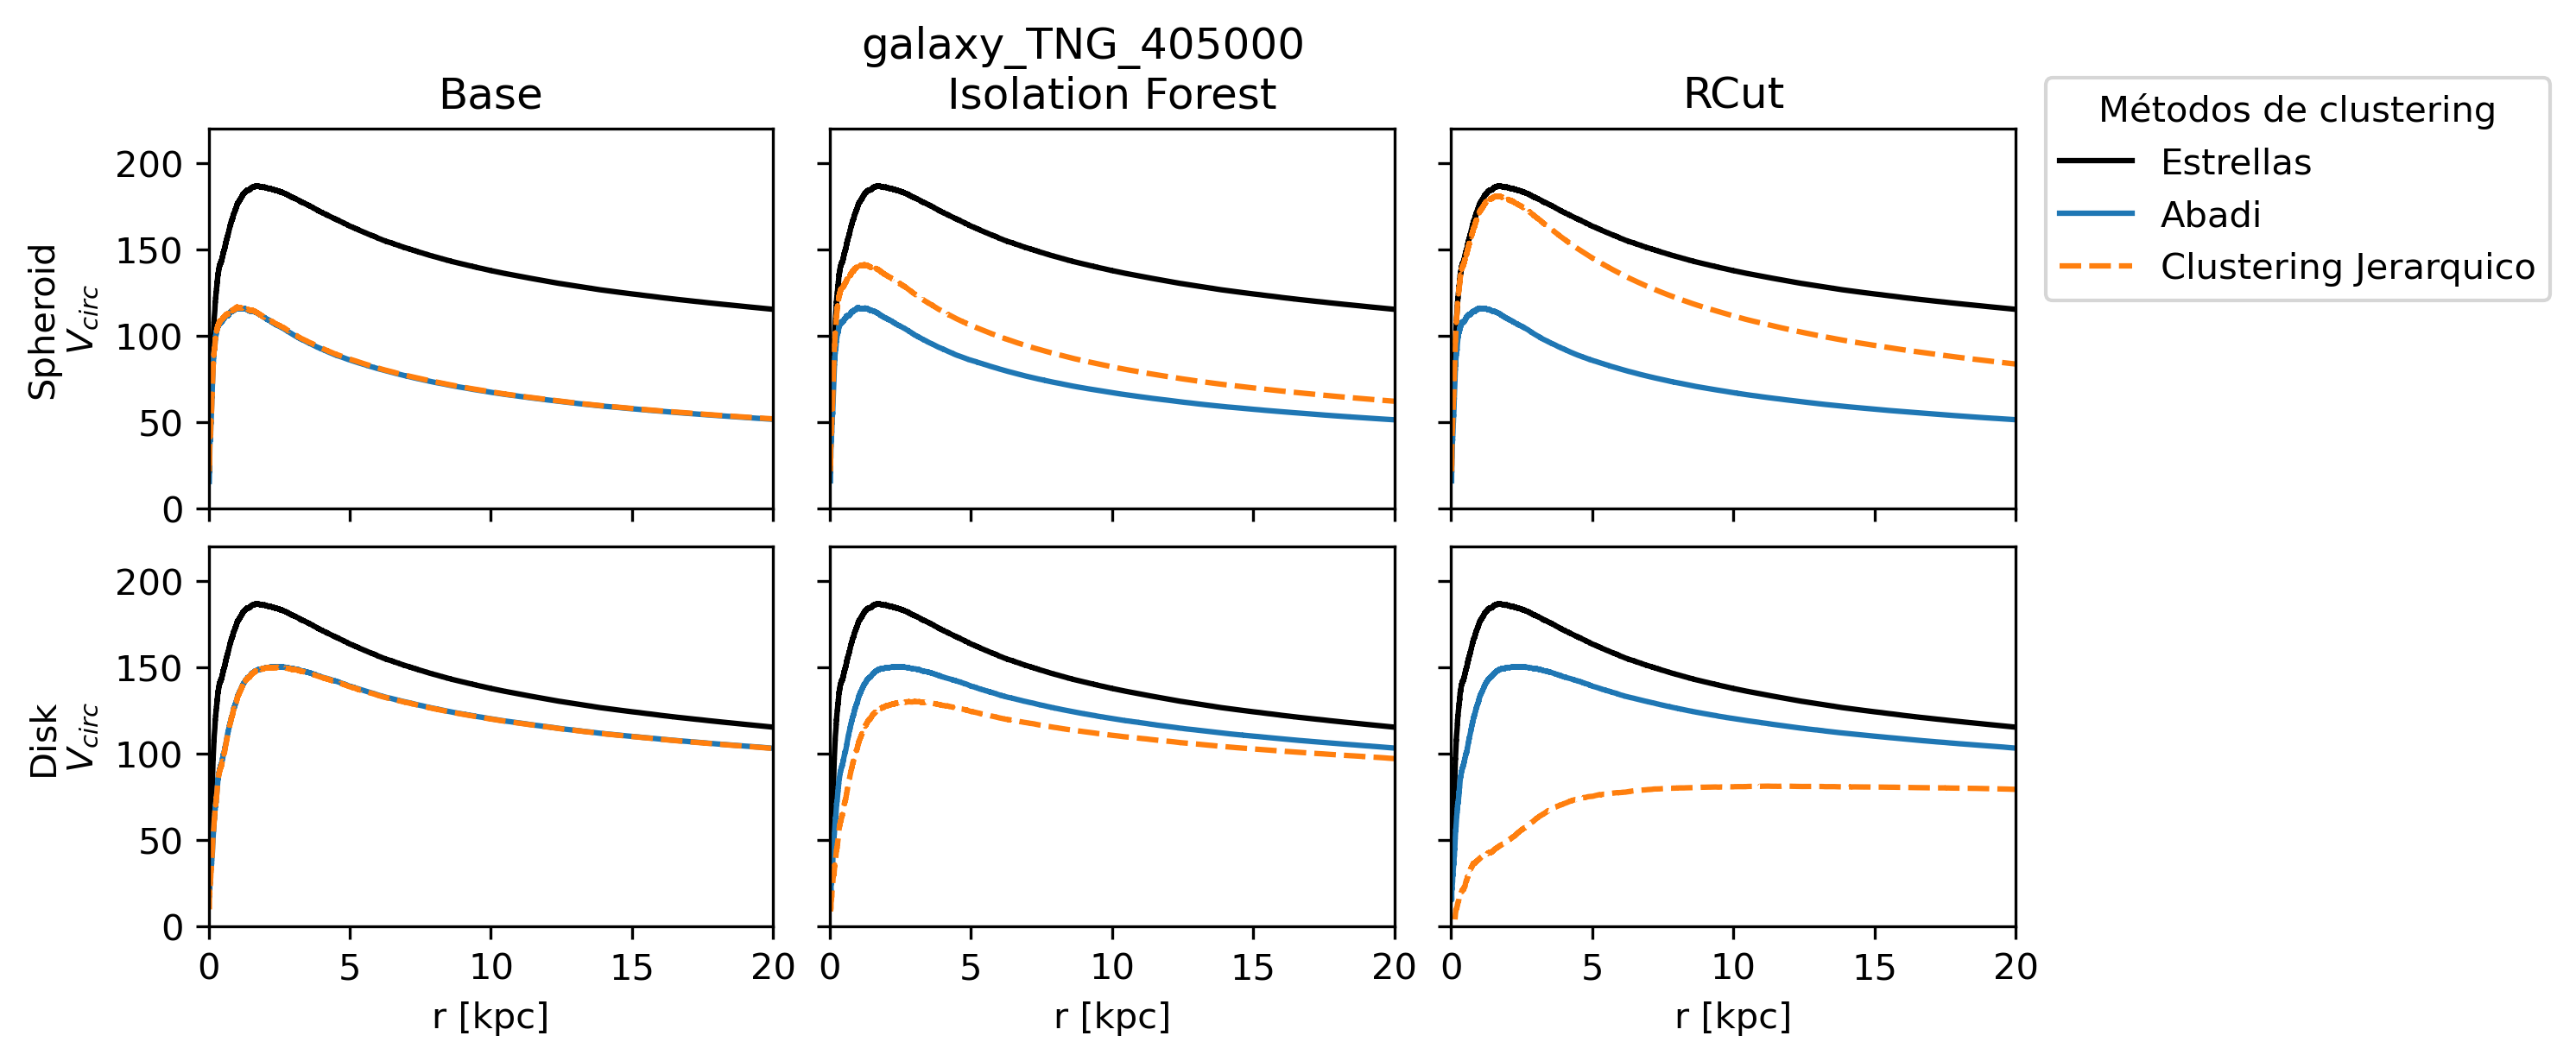 galaxy_TNG_405000
Base
Isolation Forest
RCut
Métodos de clustering
Estrellas
Abadi
Clustering Jerarquico
Spheroid
V_circ
200
150
100
50
0
Disk
V_circ
200
150
100
50
0
0 5 10 15 20
0 5 10 15 20
0 5 10 15 20
r [kpc]
r [kpc]
r [kpc]